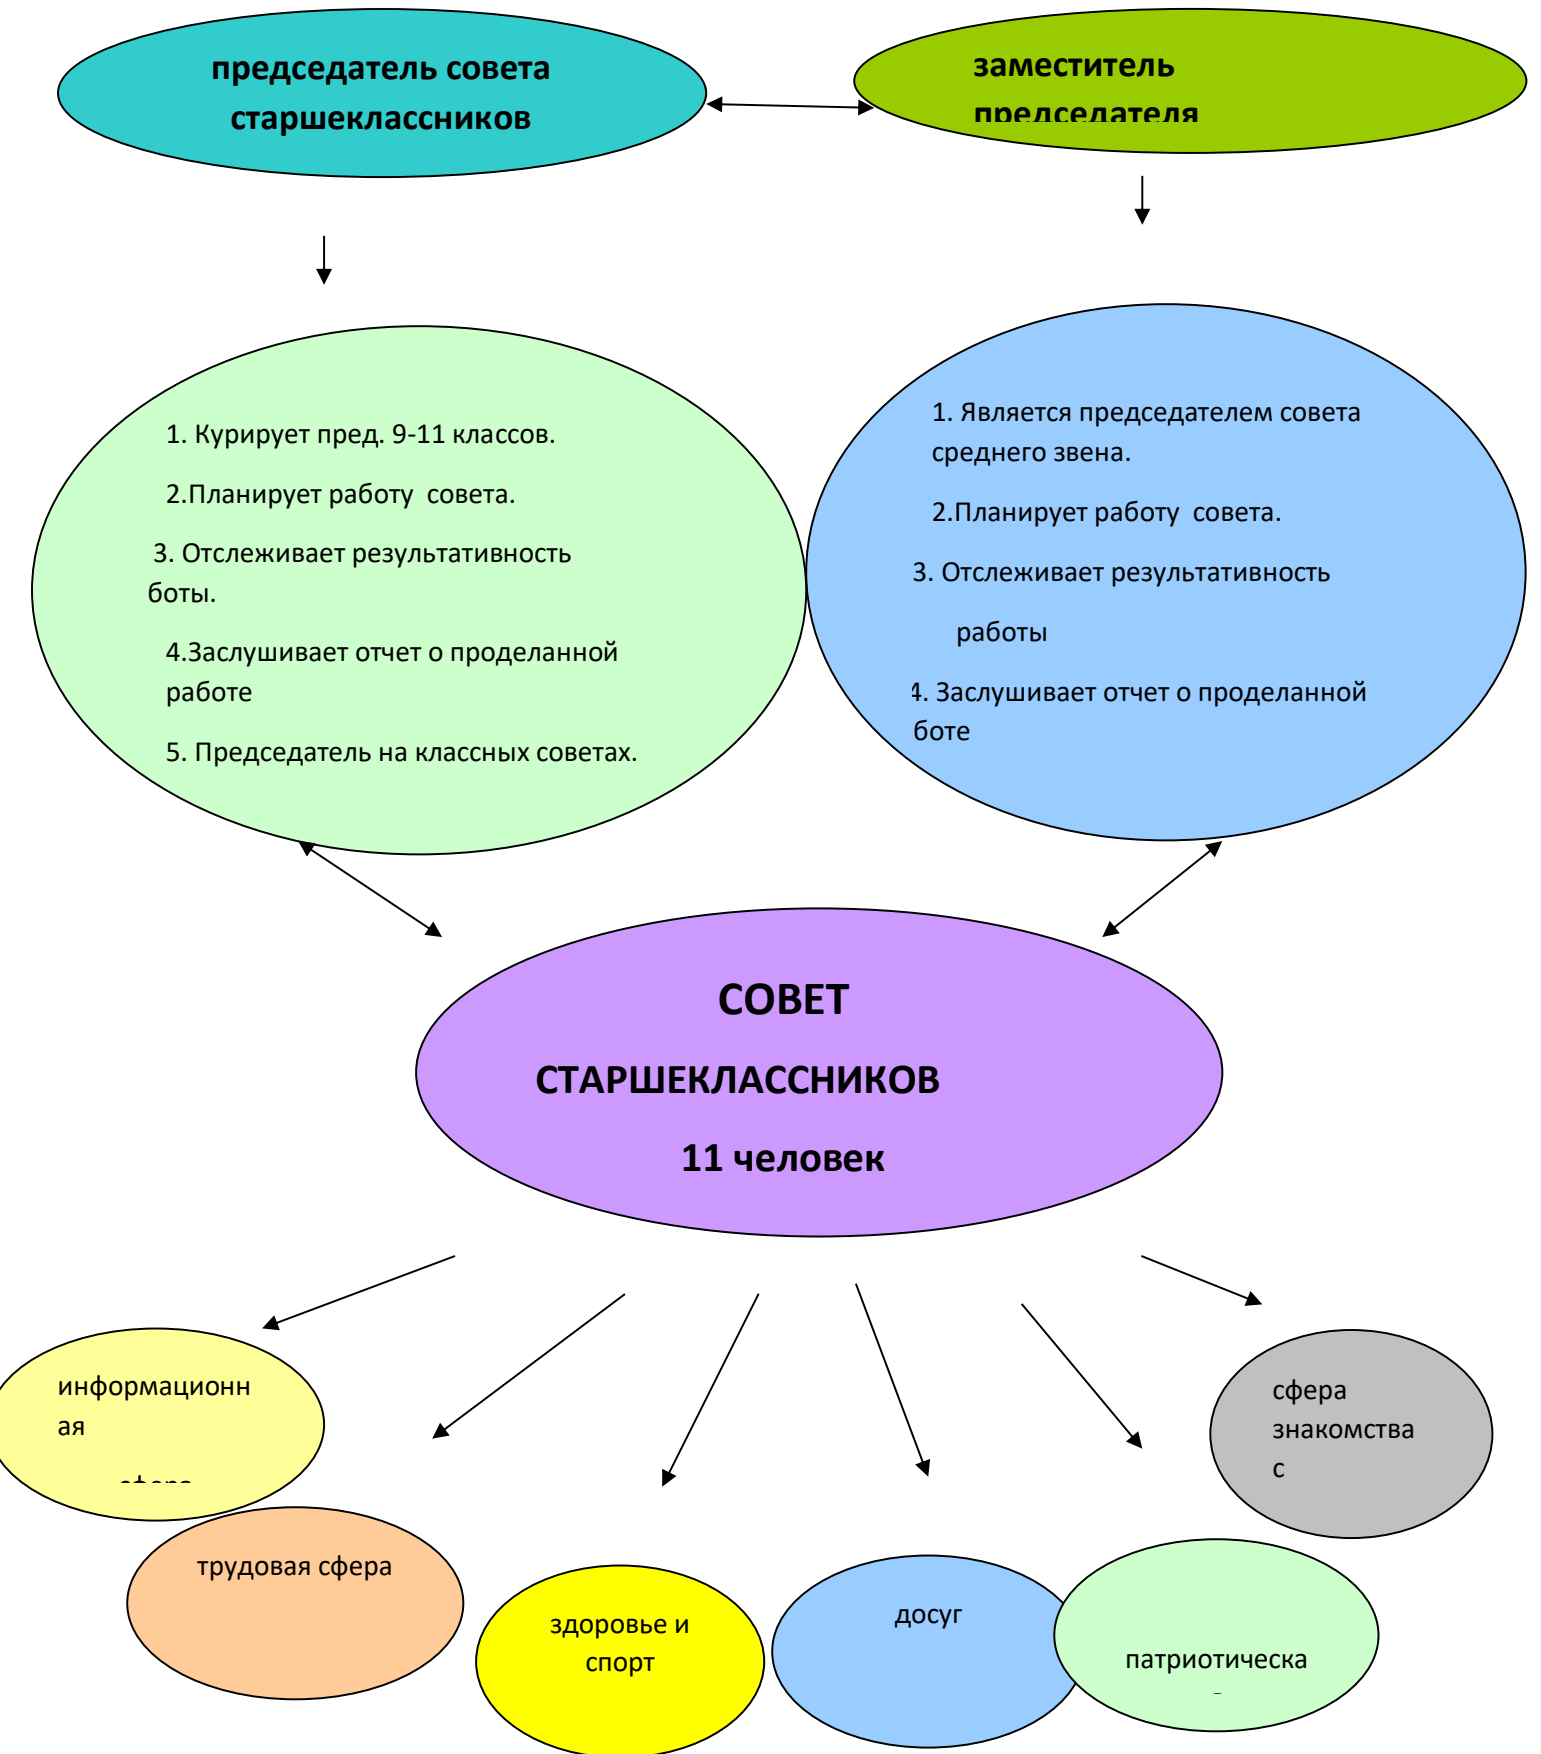 председатель совета
старшеклассников
заместитель
председателя
1. Курирует пред. 9-11 классов.
2.Планирует работу  совета.
3. Отслеживает результативность
боты.
4.Заслушивает отчет о проделанной
работе
5. Председатель на классных советах.
1. Является председателем совета
среднего звена.
2.Планирует работу  совета.
3. Отслеживает результативность
работы
4. Заслушивает отчет о проделанной
боте
СОВЕТ
СТАРШЕКЛАССНИКОВ
11 человек
информационн
ая
сфера
трудовая сфера
здоровье и
спорт
досуг
патриотическа
сфера
знакомства
с